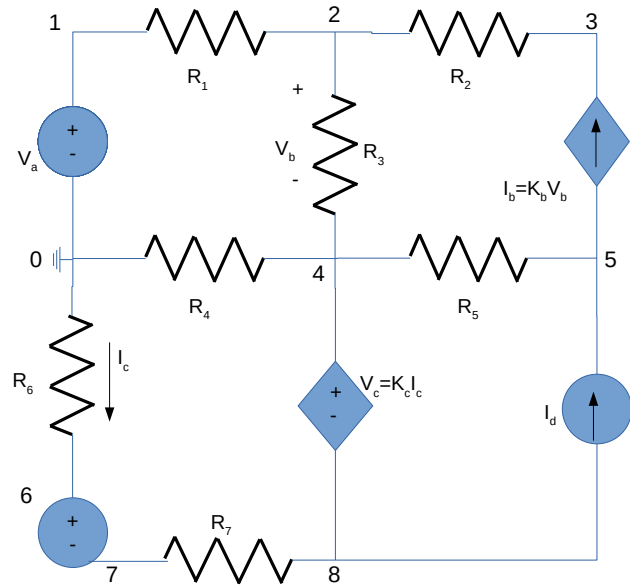 1
2
3
R1
R2
+
+
-
Va
Vb
-
R3
Ib=KbVb
0
4
5
R4
R5
R6
Ic
+
-
Vc=KcIc
Id
6
+
-
7
R7
8